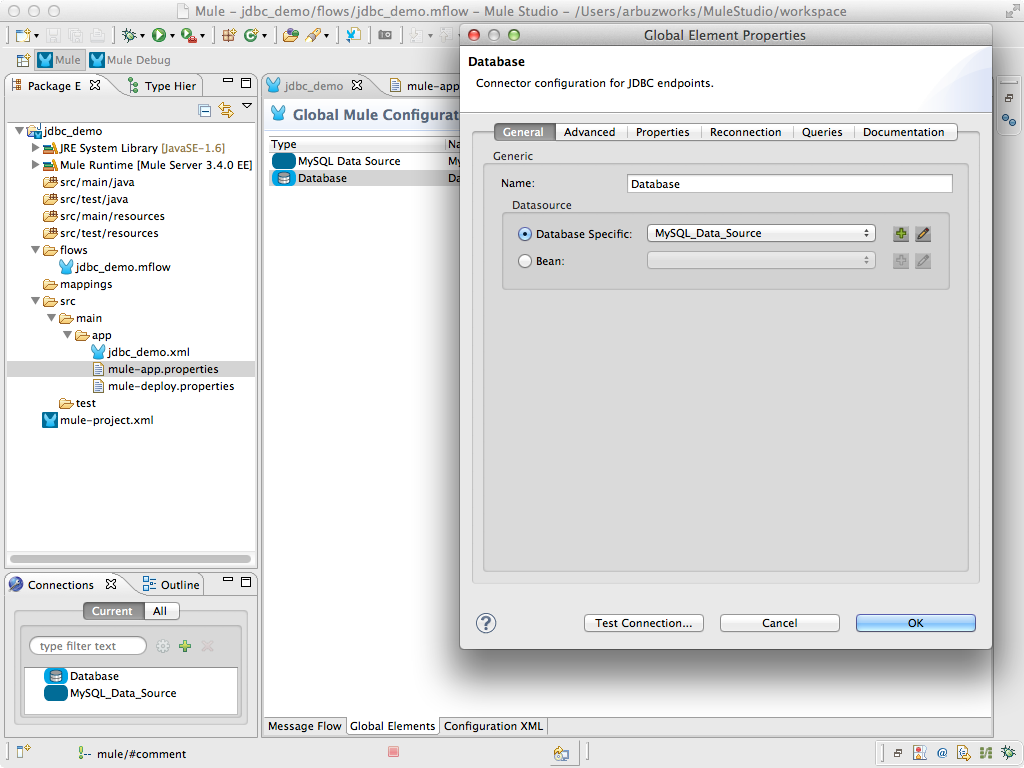 Mule – jdbc_demo/flows/jdbc_demo.mflow – Mule Studio – /Users/arbuzworks/MuleStudio/workspace
Mule Mule Debug
Package E Type Hier
jdbc_demo
JRE System Library [JavaSE-1.6]
Mule Runtime [Mule Server 3.4.0 EE]
src/main/java
src/test/java
src/main/resources
src/test/resources
flows
jdbc_demo.mflow
mappings
src
main
app
jdbc_demo.xml
mule-app.properties
mule-deploy.properties
test
mule-project.xml
Connections Outline
Current All
type filter text
Database
MySQL_Data_Source
jdbc_demo mule-app
Global Mule Configurat
Type Na
MySQL Data Source My
Database Da
Message Flow Global Elements Configuration XML
Global Element Properties
Database
Connector configuration for JDBC endpoints.
General Advanced Properties Reconnection Queries Documentation
Generic
Name: Database
Datasource
Database Specific: MySQL_Data_Source
Bean:
? Test Connection... Cancel OK
mule/#comment